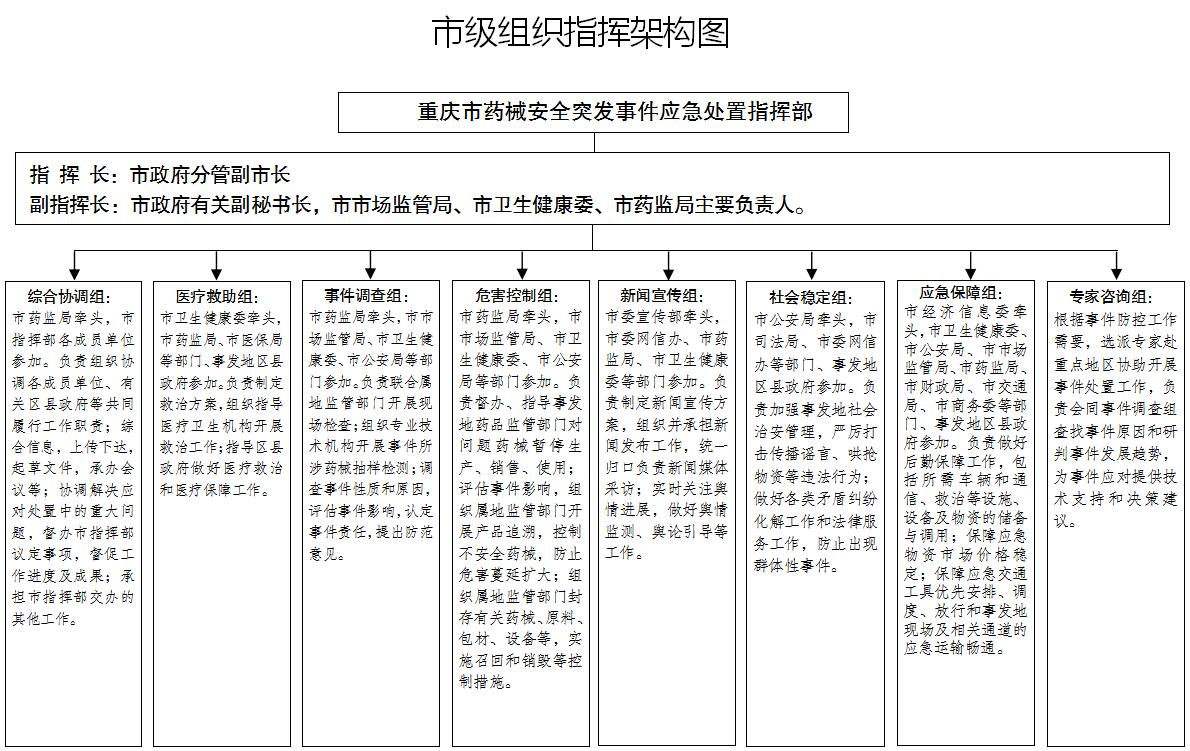 市级组织指挥架构图
重庆市药械安全突发事件应急处置指挥部
指 挥 长：市政府分管副市长
副指挥长：市政府有关副秘书长，市市场监管局、市卫生健康委、市药监局主要负责人。
综合协调组：
市药监局牵头，市
指挥部各成员单位
参加。负责组织协
调各成员单位、有
关区县政府等共同
履行工作职责；综
合信息，上传下达，
起草文件，承办会
议等；协调解决应
对处置中的重大问
题，督办市指挥部
议定事项，督促工
作进度及成果；承
担市指挥部交办的
其他工作。
医疗救助组：
市卫生健康委牵头，
市药监局、市医保局
等部门、事发地区县
政府参加。负责制定
救治方案，组织指导
医疗卫生机构开展
救治工作；指导区县
政府做好医疗救治
和医疗保障工作。
事件调查组：
市药监局牵头，市市
场监管局、市卫生健
康委、市公安局等部
门参加。负责联合属
地监管部门开展现
场检查；组织专业技
术机构开展事件所
涉药械抽样检测；调
查事件性质和原因，
评估事件影响，认定
事件责任，提出防范
意见。
危害控制组：
市药监局牵头，市
市场监管局、市卫
生健康委、市公安
局等部门参加。负
责督办、指导事发
地药品监管部门对
问题药械暂停生
产、销售、使用；
评估事件影响，组
织属地监管部门开
展产品追溯，控制
不安全药械，防止
危害蔓延扩大；组
织属地监管部门封
存有关药械、原料、
包材、设备等，实
施召回和销毁等控
制措施。
新闻宣传组：
市委宣传部牵头，
市委网信办、市药
监局、市卫生健康
委等部门参加。负
责制定新闻宣传方
案，组织并承担新
闻发布工作，统一
归口负责新闻媒体
采访；实时关注舆
情进展，做好舆情
监测、舆论引导等
工作。
社会稳定组：
市公安局牵头，市
司法局、市委网信
办等部门、事发地
区县政府参加。负
责加强事发地社会
治安管理，严厉打
击传播谣言、哄抢
物资等违法行为；
做好各类矛盾纠纷
化解工作和法律服
务工作，防止出现
群体性事件。
应急保障组：
市经济信息委牵
头，市卫生健康委、
市公安局、市市场
监管局、市药监局、
市财政局、市交通
局、市商务委等部
门、事发地区县政
府参加。负责做好
后勤保障工作，包
括所需车辆和通
信、救治等设施、
设备及物资的储备
与调用；保障应急
物资市场价格稳
定；保障应急交通
工具优先安排、调
度、放行和事发地
现场及相关通道的
应急运输畅通。
专家咨询组：
根据事件防控工作
需要，选派专家赴
重点地区协助开展
事件处置工作，负
责会同事件调查组
查找事件原因和研
判事件发展趋势，
为事件应对提供技
术支持和决策建
议。